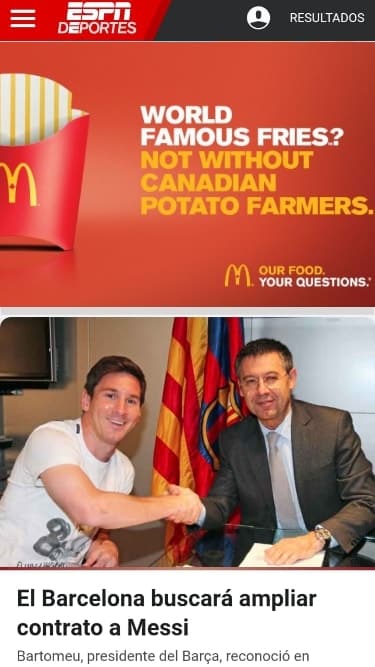 ESPN
DEPORTES
RESULTADOS
WORLD
FAMOUS FRIES?
NOT WITHOUT
CANADIAN
POTATO FARMERS.
OUR FOOD.
YOUR QUESTIONS.
El Barcelona buscará ampliar
contrato a Messi
Bartomeu, presidente del Barça, reconoció en